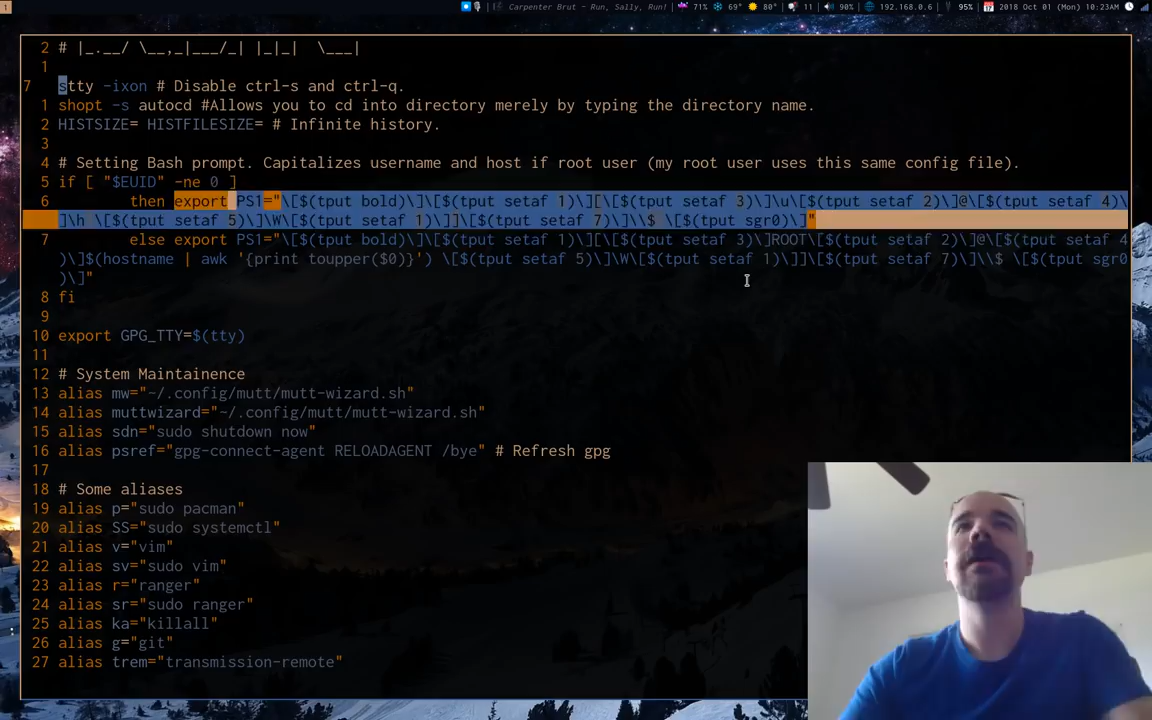 1 Carpenter Brut - Run, Sally, Run! 71% 69° 80° 11 90% 192.168.0.6 95% 2018 Oct 01 (Mon) 10:23AM
2 # |_.__/ \__,_|___/_| |_|_|  \___|
1
7 stty -ixon # Disable ctrl-s and ctrl-q.
1 shopt -s autocd #Allows you to cd into directory merely by typing the directory name.
2 HISTSIZE= HISTFILESIZE= # Infinite history.
3
4 # Setting Bash prompt. Capitalizes username and host if root user (my root user uses this same config file).
5 if [ "$EUID" -ne 0 ]
6 then export PS1="\[$(tput bold)\]\[$(tput setaf 1)\][\[$(tput setaf 3)\]\u\[$(tput setaf 2)\]@\[$(tput setaf 4)\
]\h \[$(tput setaf 5)\]\W\[$(tput setaf 1)\]]\[$(tput setaf 7)\]\\$ \[$(tput sgr0)\]"
7 else export PS1="\[$(tput bold)\]\[$(tput setaf 1)\][\[$(tput setaf 3)\]ROOT\[$(tput setaf 2)\]@\[$(tput setaf 4
)\]$(hostname | awk '{print toupper($0)}') \[$(tput setaf 5)\]\W\[$(tput setaf 1)\]]\[$(tput setaf 7)\]\\$ \[$(tput sgr0
)\]"
8 fi
9
10 export GPG_TTY=$(tty)
11
12 # System Maintainence
13 alias mw="~/.config/mutt/mutt-wizard.sh"
14 alias muttwizard="~/.config/mutt/mutt-wizard.sh"
15 alias sdn="sudo shutdown now"
16 alias psref="gpg-connect-agent RELOADAGENT /bye" # Refresh gpg
17
18 # Some aliases
19 alias p="sudo pacman"
20 alias SS="sudo systemctl"
21 alias v="vim"
22 alias sv="sudo vim"
23 alias r="ranger"
24 alias sr="sudo ranger"
25 alias ka="killall"
26 alias g="git"
27 alias trem="transmission-remote"